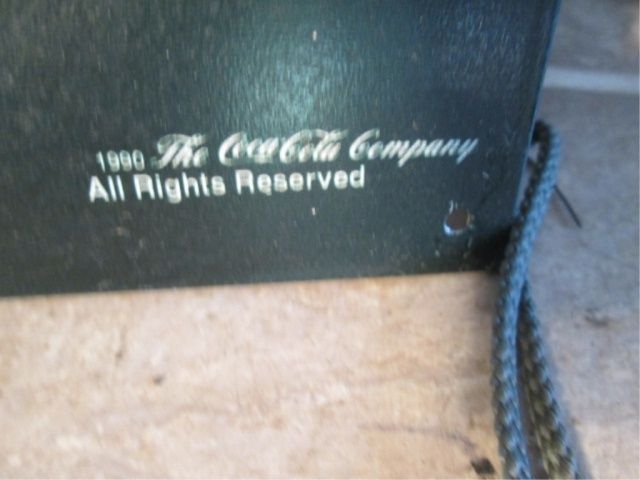 1990 The Coca-Cola Company
All Rights Reserved